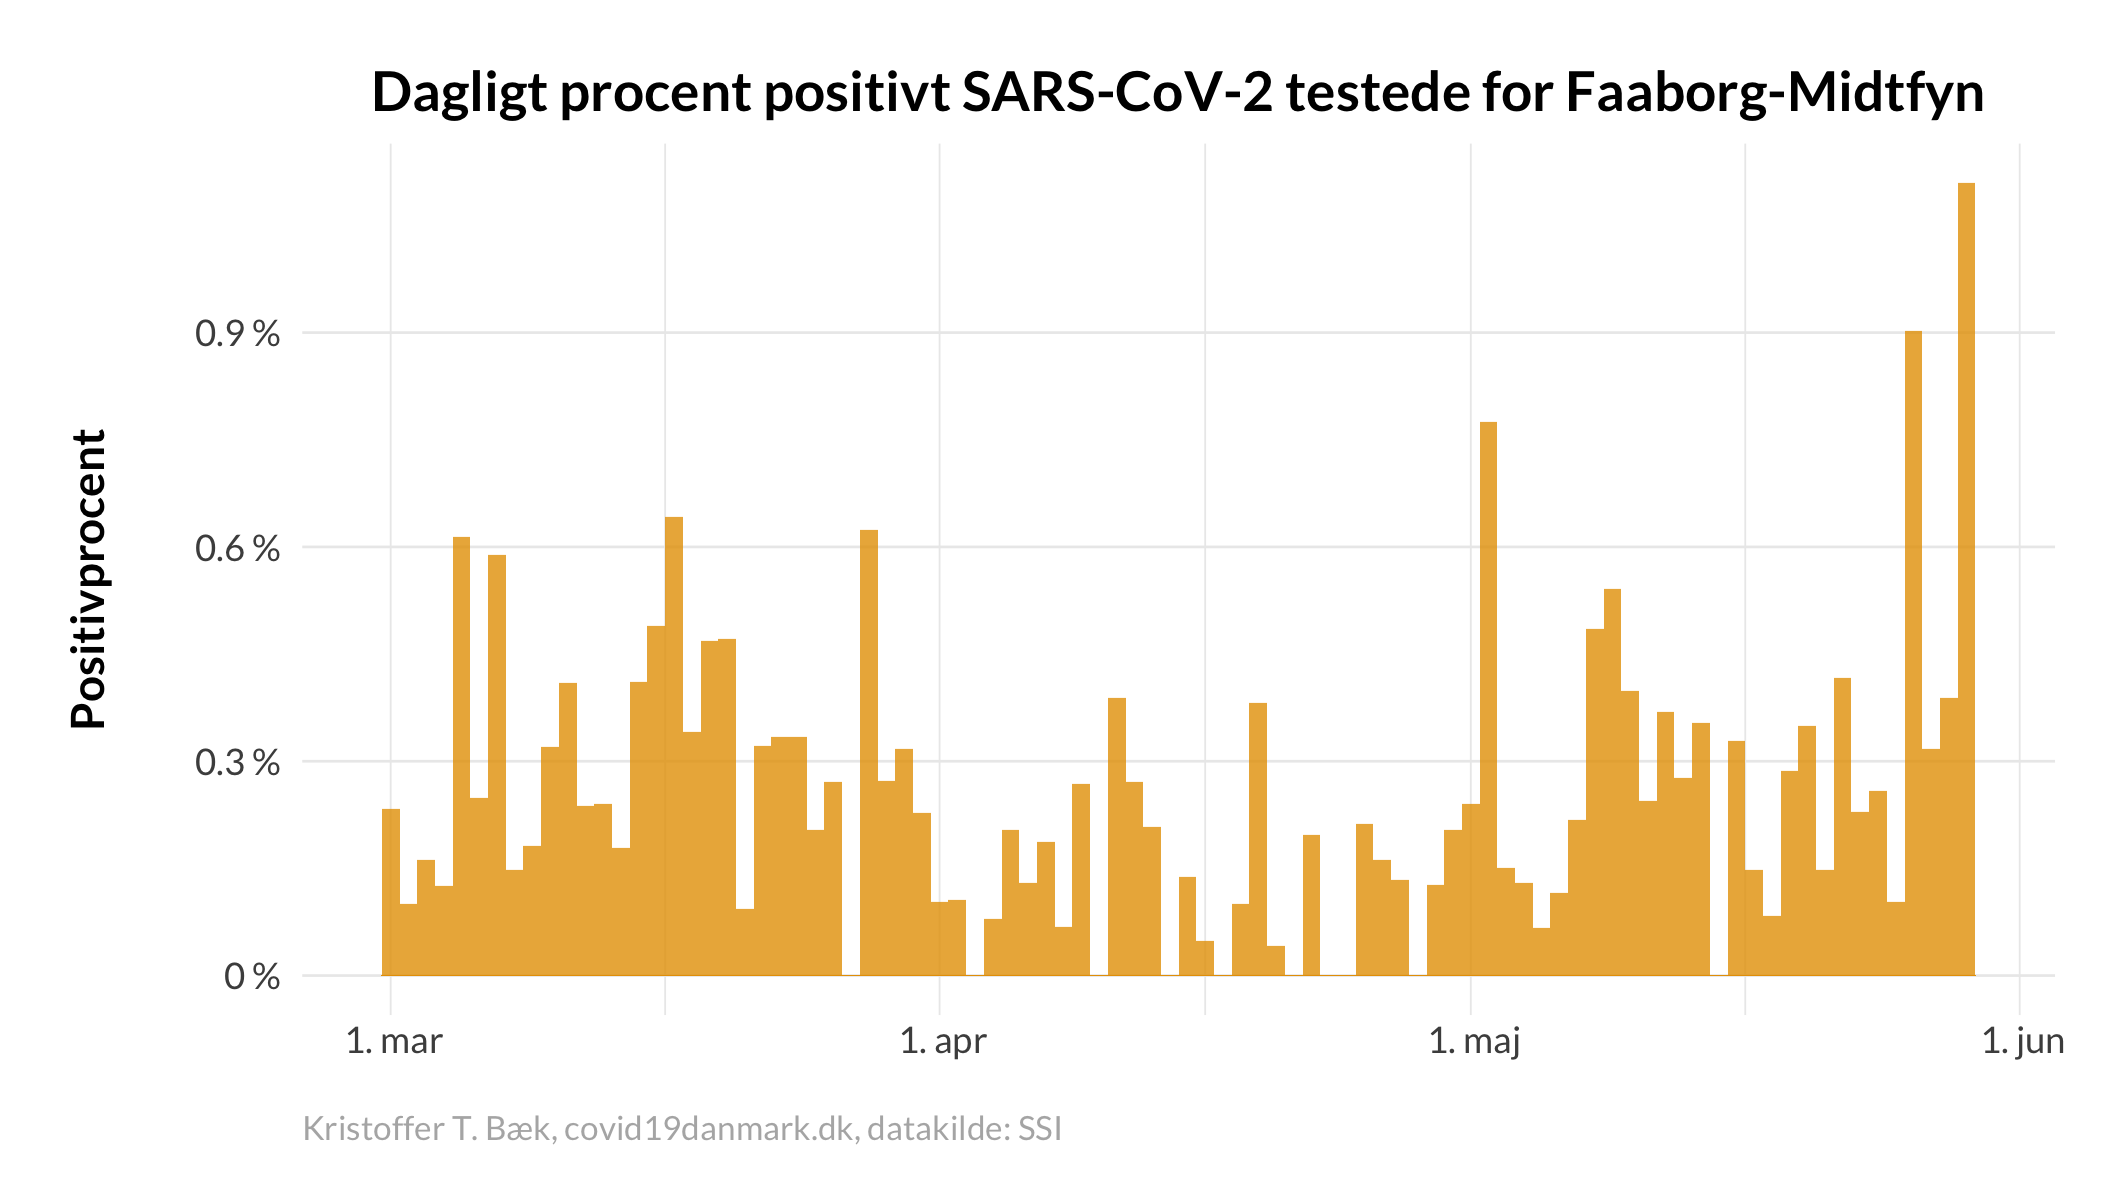 Dagligt procent positivt SARS-CoV-2 testede for Faaborg-Midtfyn
Positivprocent
0.9 %
0.6 %
0.3 %
0 %
1. mar
1. apr
1. maj
1. jun
Kristoffer T. Bæk, covid19danmark.dk, datakilde: SSI